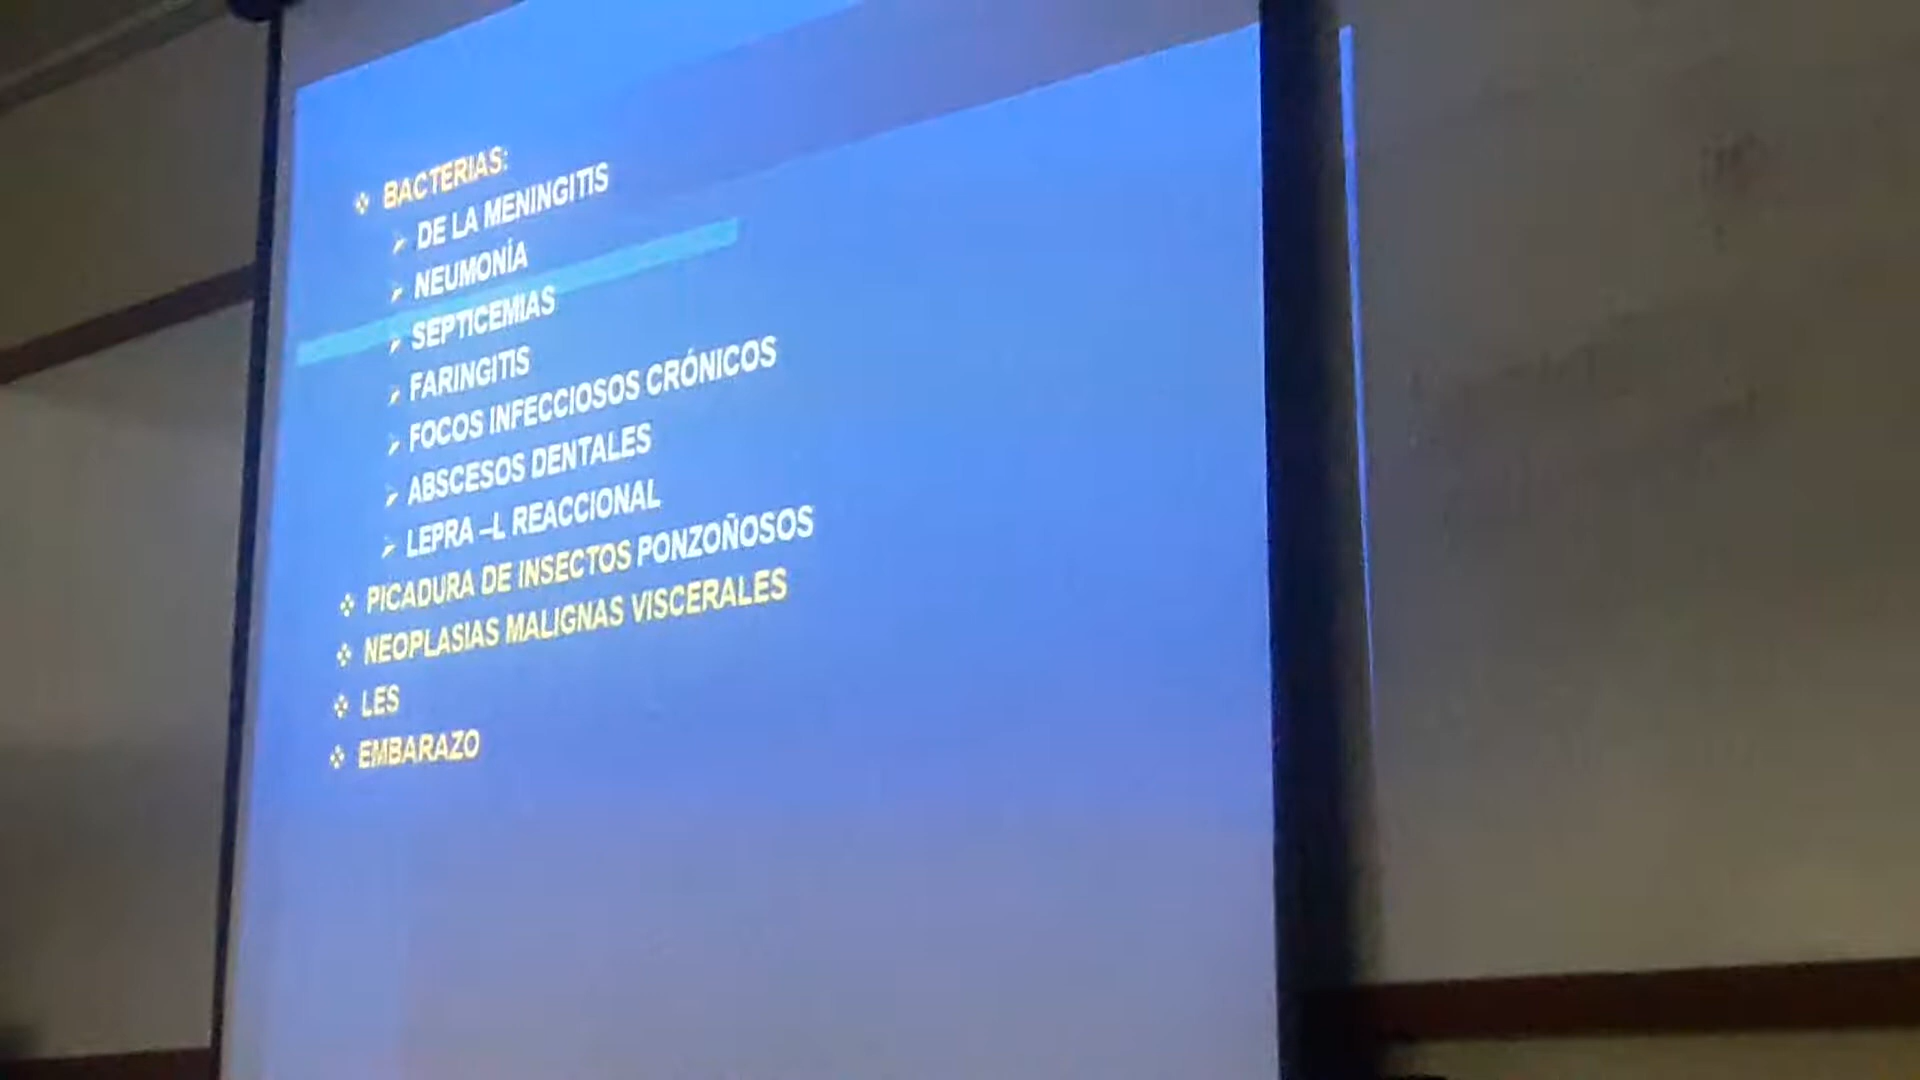 BACTERIAS:
DE LA MENINGITIS
NEUMONÍA
SEPTICEMIAS
FARINGITIS
FOCOS INFECCIOSOS CRÓNICOS
ABSCESOS DENTALES
LEPRA –L REACCIONAL
PICADURA DE INSECTOS PONZOÑOSOS
NEOPLASIAS MALIGNAS VISCERALES
LES
EMBARAZO